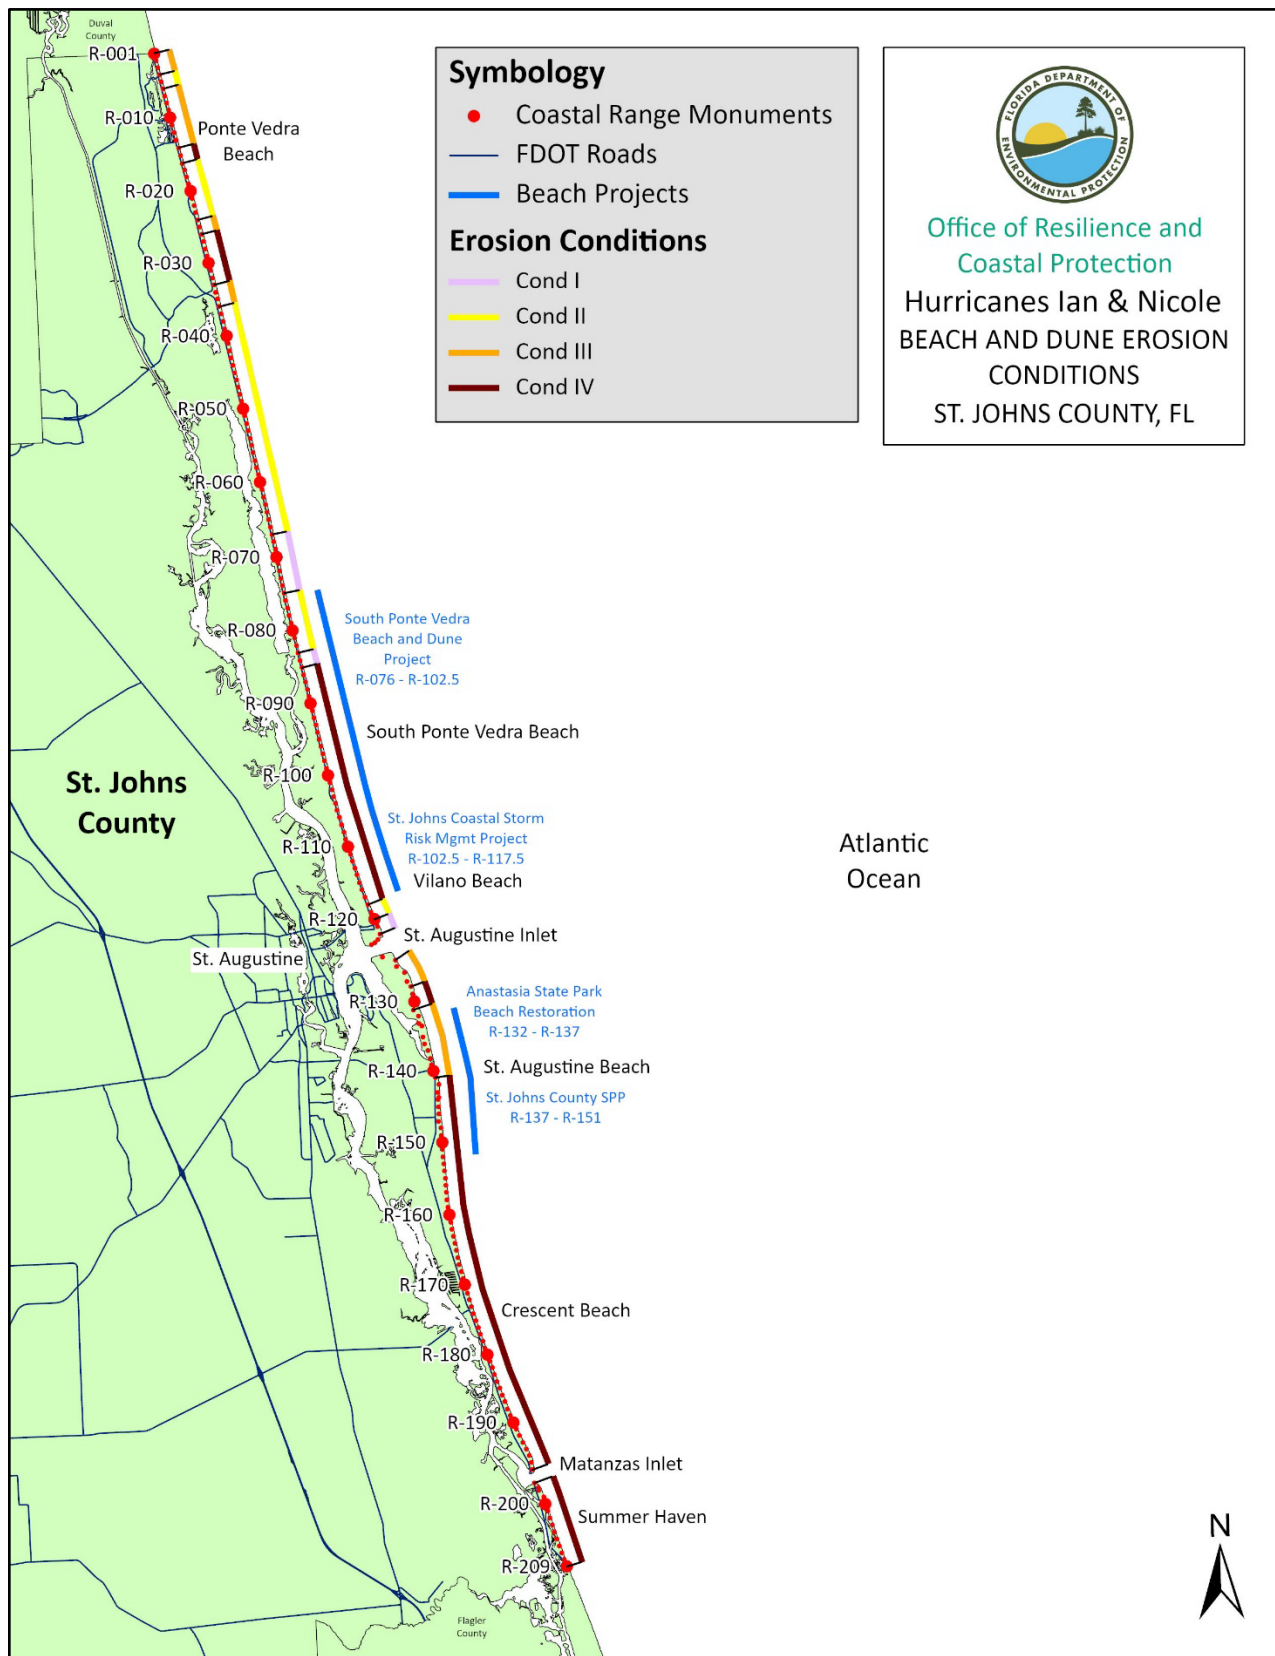 Duval
County
R-001
R-010
Ponte Vedra
Beach
R-020
R-030
R-040
R-050
R-060
R-070
R-080
R-090
R-100
R-110
R-120
R-130
R-140
R-150
R-160
R-170
R-180
R-190
R-200
R-209
South Ponte Vedra
Beach and Dune
Project
R-076 - R-102.5
South Ponte Vedra Beach
St. Johns
County
St. Johns Coastal Storm
Risk Mgmt Project
R-102.5 - R-117.5
Vilano Beach
St. Augustine Inlet
St. Augustine
Anastasia State Park
Beach Restoration
R-132 - R-137
St. Augustine Beach
St. Johns County SPP
R-137 - R-151
Crescent Beach
Matanzas Inlet
Summer Haven
Flagler
County
Atlantic
Ocean
N
Symbology
Coastal Range Monuments
FDOT Roads
Beach Projects
Erosion Conditions
Cond I
Cond II
Cond III
Cond IV
FLORIDA DEPARTMENT OF
ENVIRONMENTAL PROTECTION
Office of Resilience and
Coastal Protection
Hurricanes Ian & Nicole
BEACH AND DUNE EROSION
CONDITIONS
ST. JOHNS COUNTY, FL